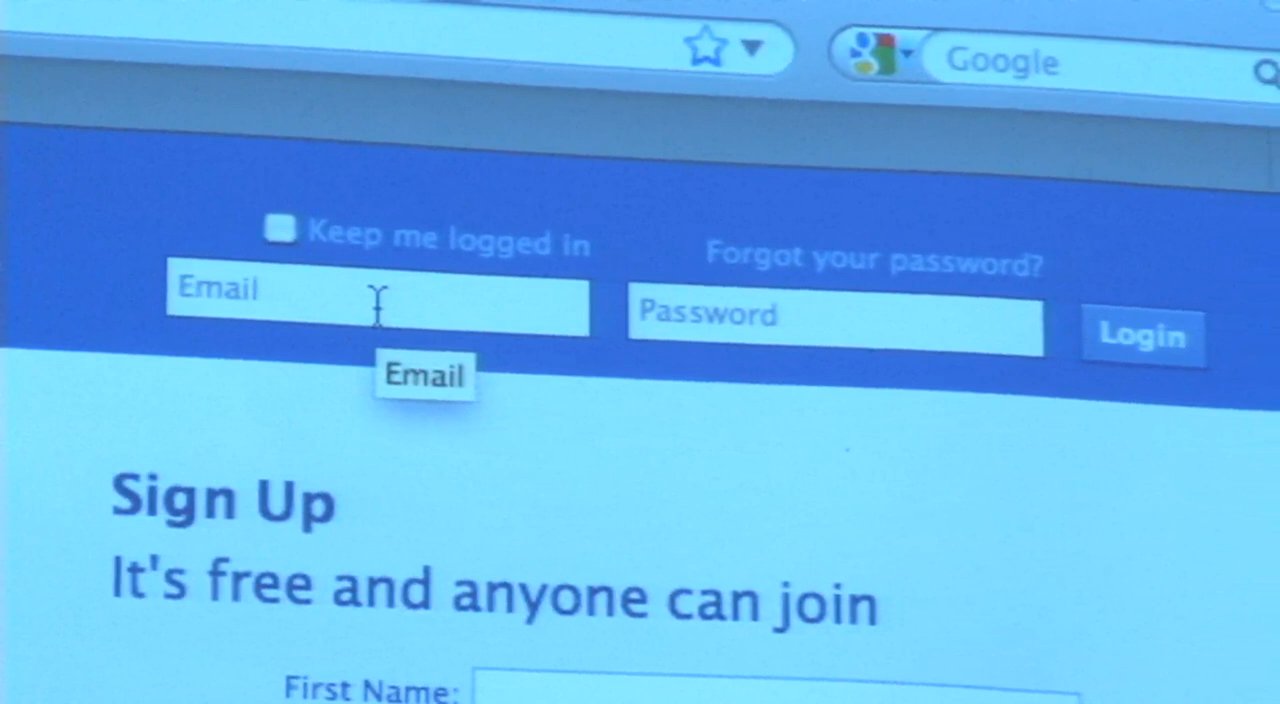 Google
Keep me logged in
Forgot your password?
Email
Password
Login
Email
Sign Up
It's free and anyone can join
First Name: